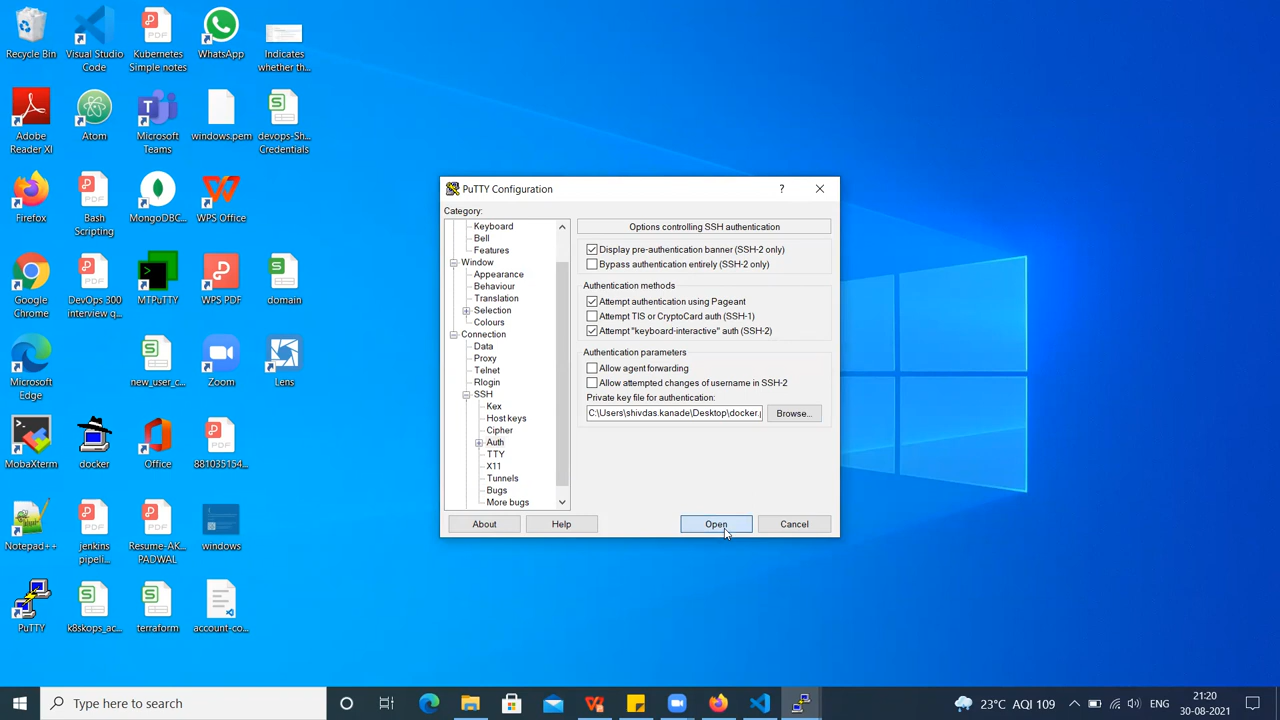 Recycle Bin
Visual Studio
Code
Kubernetes
Simple notes
WhatsApp
Indicates
whether th...
Adobe
Reader XI
Atom
Microsoft
Teams
windows.pem
devops-Sh...
Credentials
Firefox
Bash
Scripting
MongoDBC...
WPS Office
Google
Chrome
DevOps 300
interview q...
MTPuTTY
WPS PDF
domain
Microsoft
Edge
new_user_c...
Zoom
Lens
MobaXterm
docker
Office
881035154...
Notepad++
jenkins
pipeli...
Resume-AK...
PADWAL
windows
PuTTY
k8skops_ac...
terraform
account-co...
PuTTY Configuration
?
Category:
Keyboard
Bell
Features
Window
Appearance
Behaviour
Translation
Selection
Colours
Connection
Data
Proxy
Telnet
Rlogin
SSH
Kex
Host keys
Cipher
Auth
TTY
X11
Tunnels
Bugs
More bugs
Options controlling SSH authentication
Display pre-authentication banner (SSH-2 only)
Bypass authentication entirely (SSH-2 only)
Authentication methods
Attempt authentication using Pageant
Attempt TIS or CryptoCard auth (SSH-1)
Attempt "keyboard-interactive" auth (SSH-2)
Authentication parameters
Allow agent forwarding
Allow attempted changes of username in SSH-2
Private key file for authentication:
C:\Users\shivdas.kanade\Desktop\docker.p
Browse...
About
Help
Open
Cancel
Type here to search
23°C AQI 109
ENG
21:20
30-08-2021